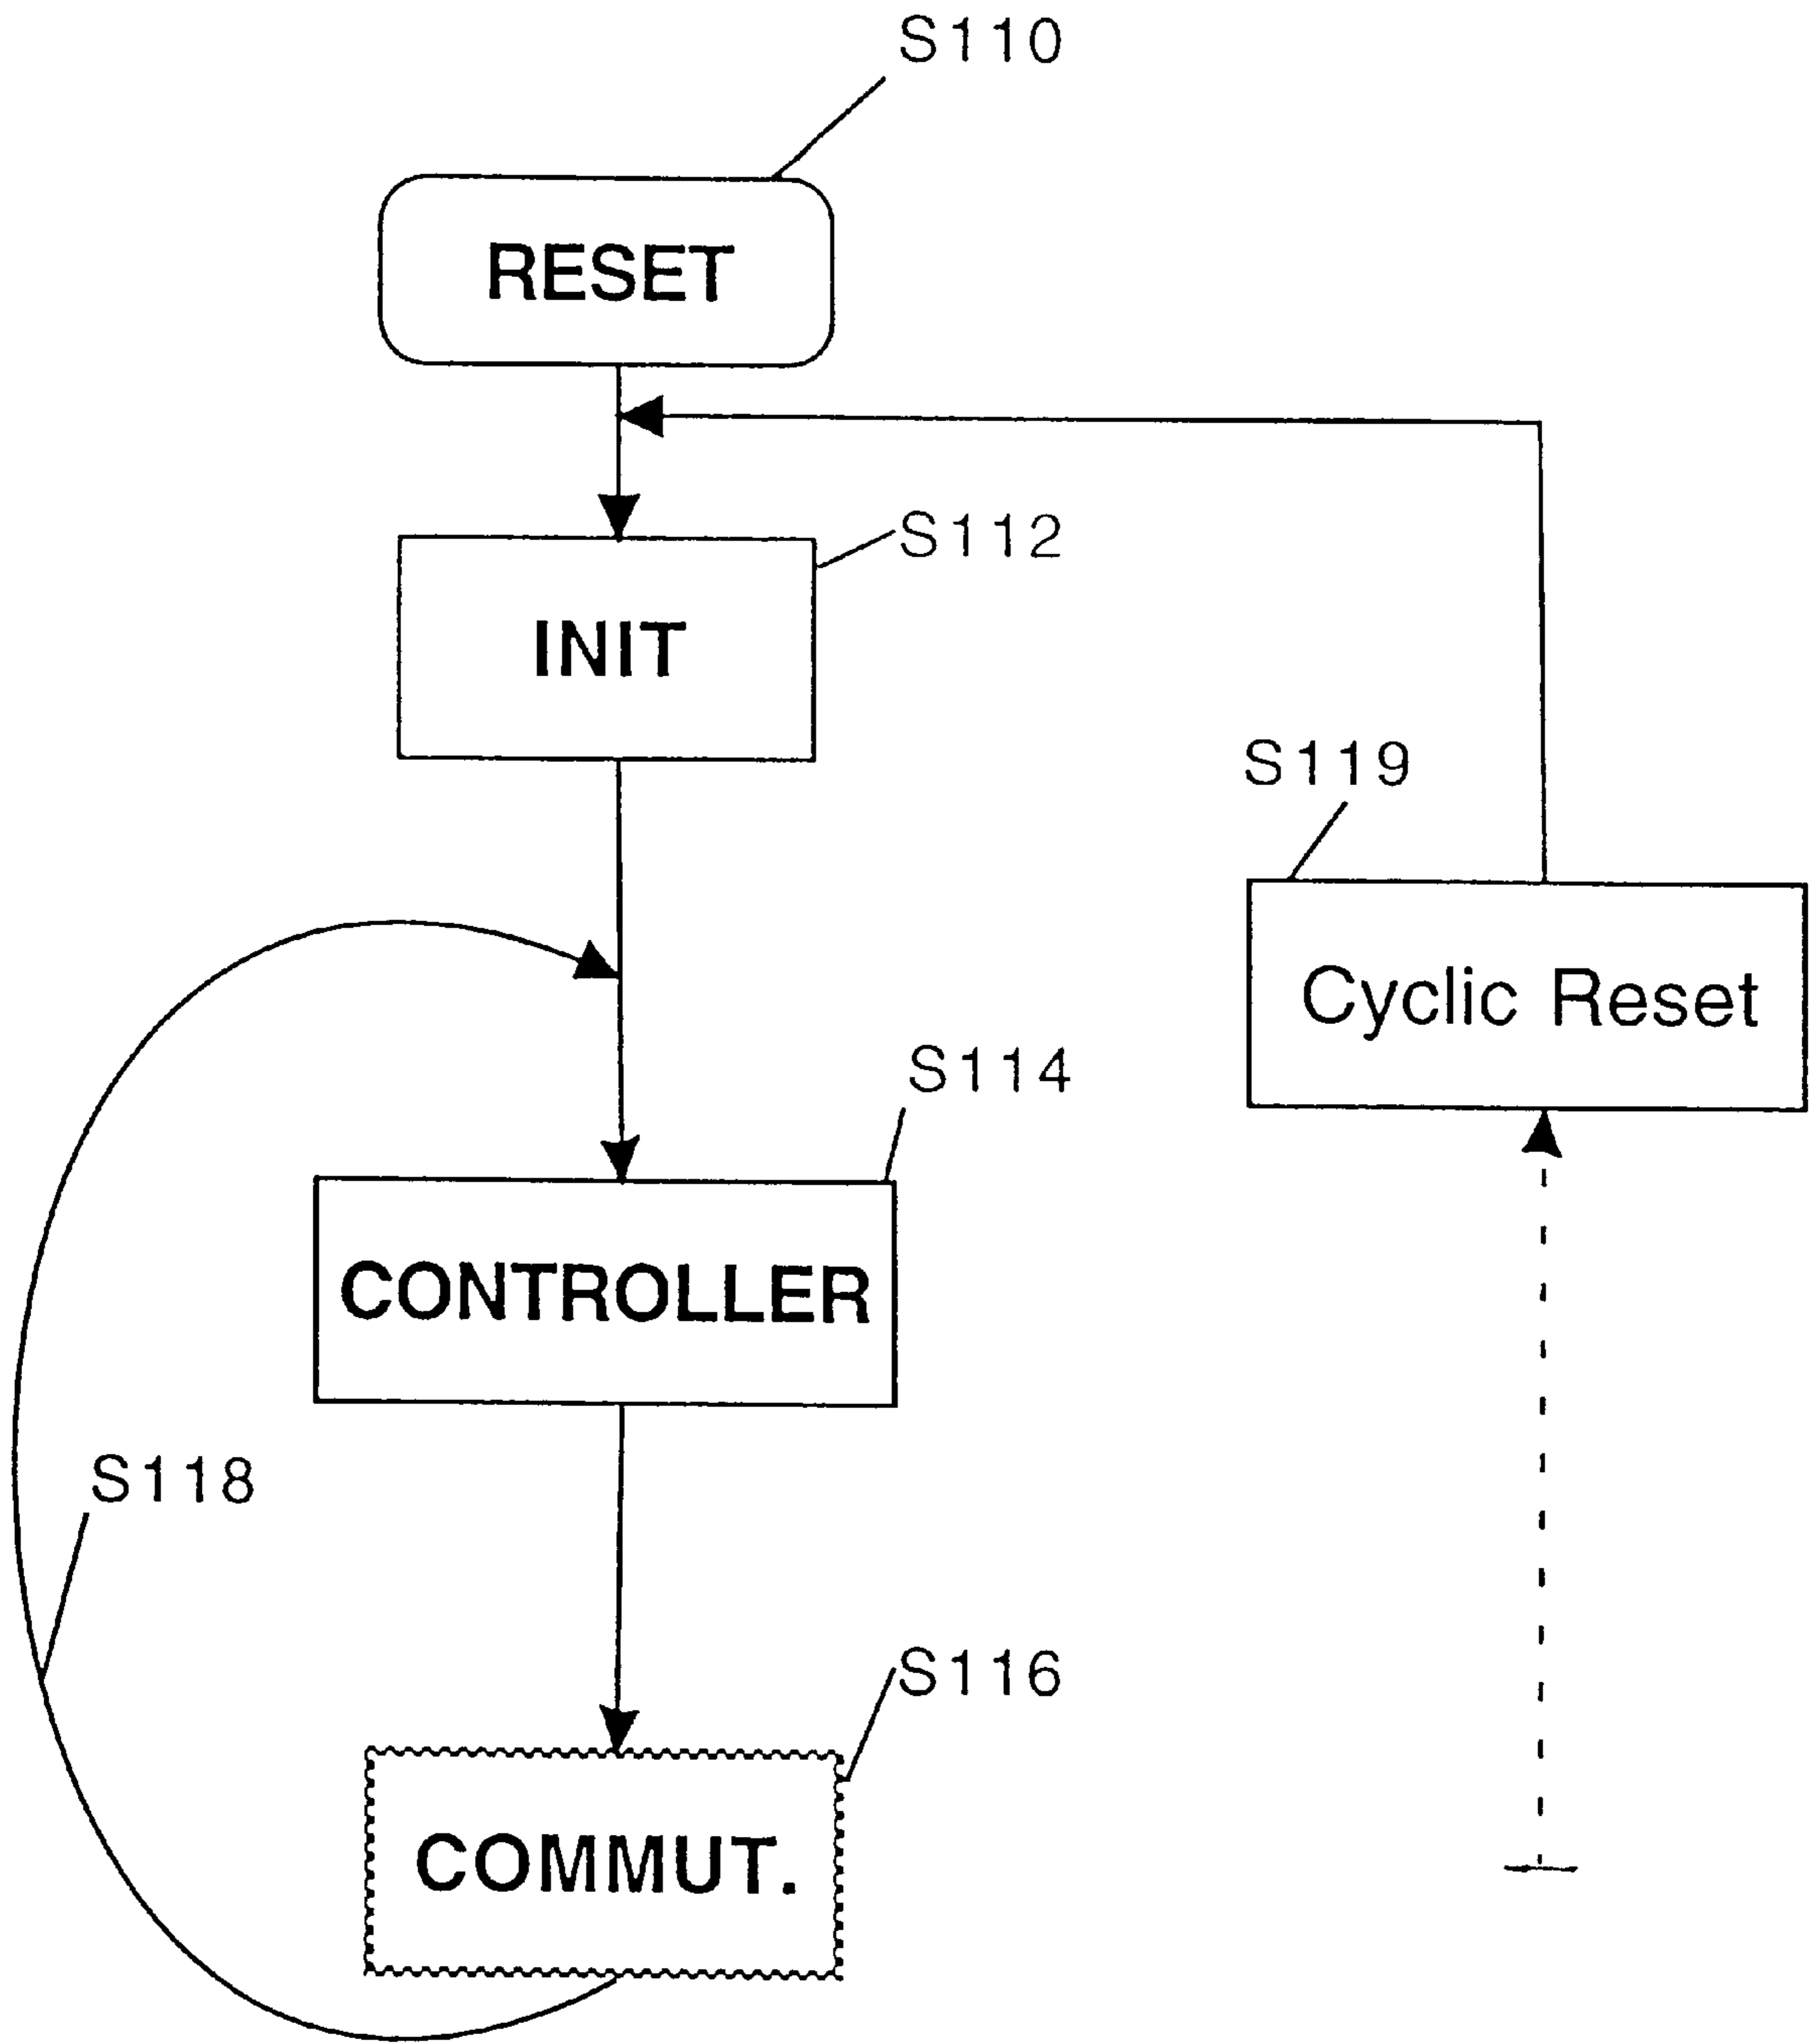 S110
RESET
S112
INIT
S119
Cyclic Reset
S114
CONTROLLER
S118
S116
COMMUT.